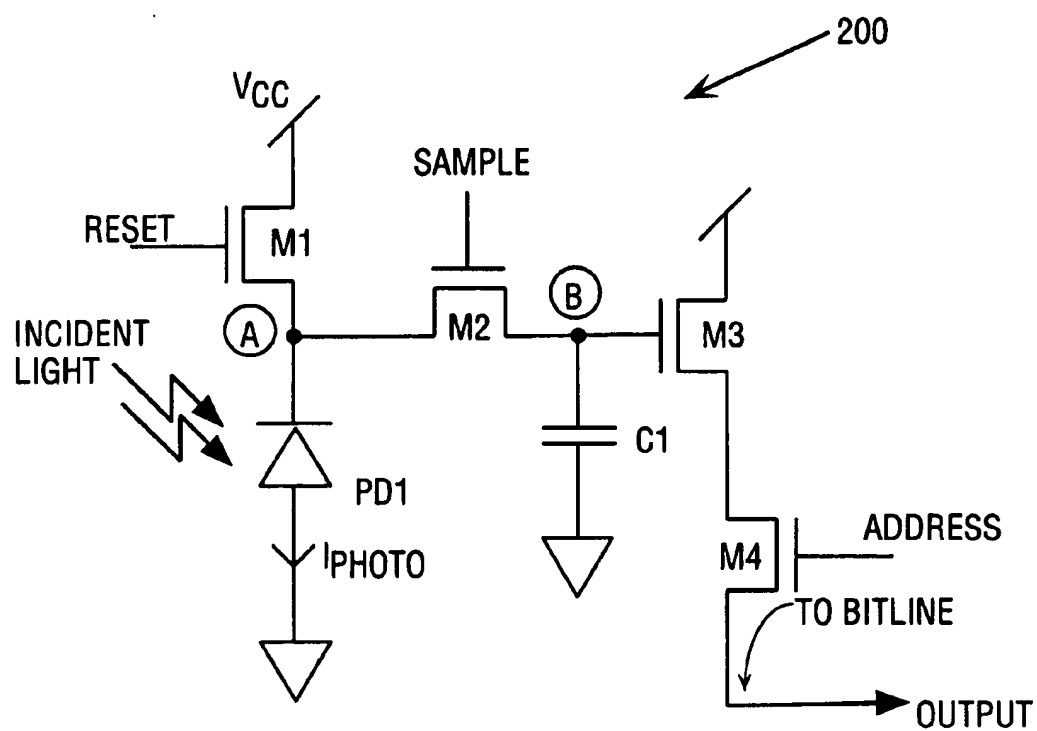 200
VCC
SAMPLE
RESET
M1
A
B
M2
M3
INCIDENT
LIGHT
C1
PD1
IPHOTO
ADDRESS
M4
TO BITLINE
OUTPUT